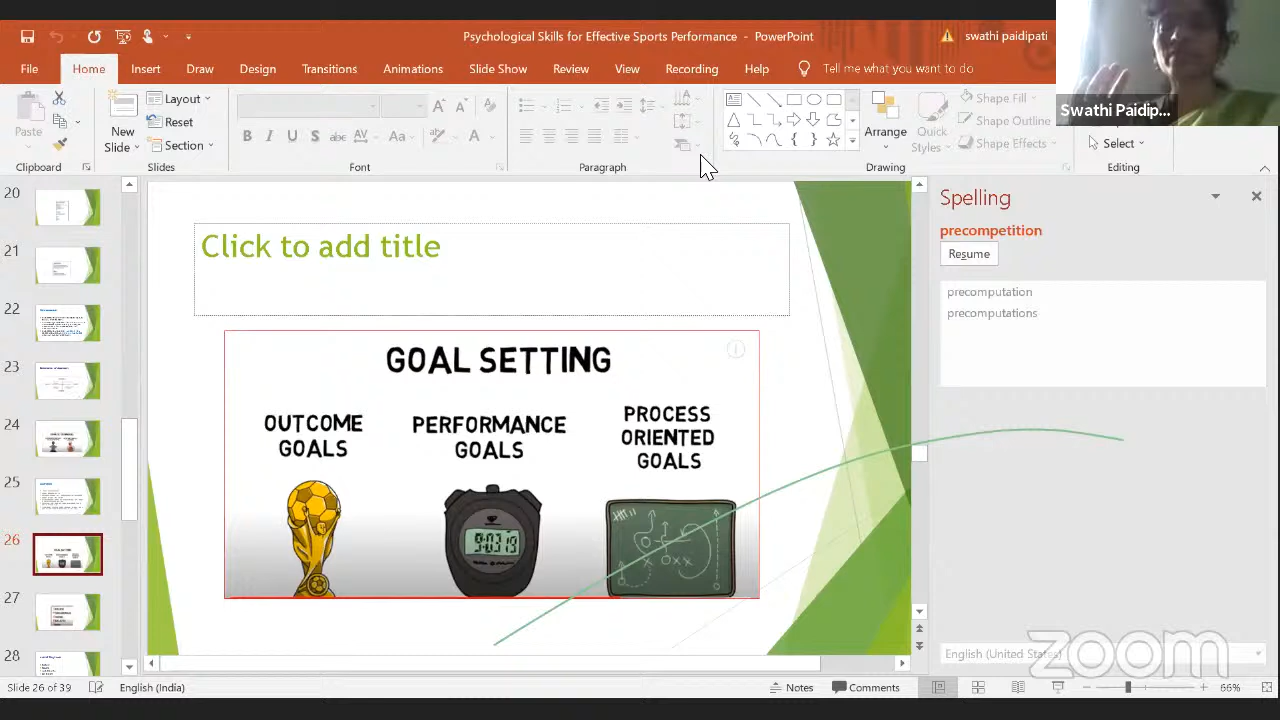 Psychological Skills for Effective Sports Performance - PowerPoint
swathi paidipati
File Home Insert Draw Design Transitions Animations Slide Show Review View Recording Help Tell me what you want to do
Swathi Paidip...
Paste
Clipboard
New
Slide
Layout
Reset
Section
Slides
B I U S abc AV Aa A
Font
Paragraph
Arrange
Quick
Styles
Shape Fill
Shape Outline
Shape Effects
Drawing
Select
Editing
20
21
22
23
24
25
26
27
28
Click to add title
GOAL SETTING
OUTCOME
GOALS
PERFORMANCE
GOALS
PROCESS
ORIENTED
GOALS
Spelling
precompetition
Resume
precomputation
precomputations
English (United States)
zoom
Slide 26 of 39 English (India) Notes Comments 66%